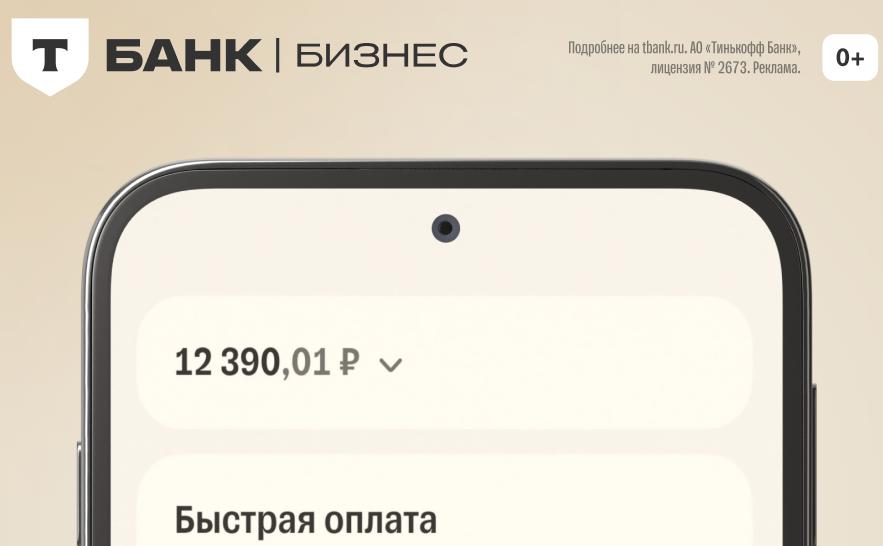 Т БАНК | БИЗНЕС
Подробнее на tbank.ru. АО «Тинькофф Банк»,
лицензия № 2673. Реклама.
0+
12 390,01 ₽
Быстрая оплата